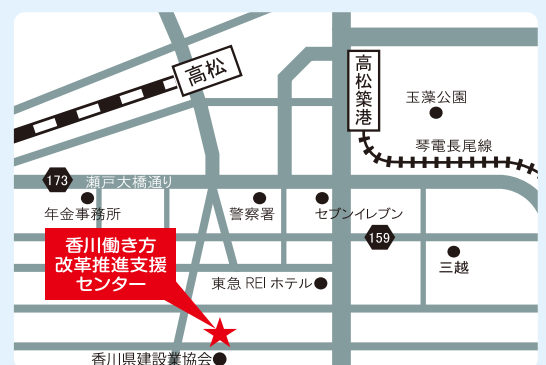 高松
高松築港
玉藻公園
琴電長尾線
173
瀬戸大橋通り
年金事務所
警察署
セブンイレブン
159
香川働き方
改革推進支援
センター
三越
東急 REI ホテル
香川県建設業協会